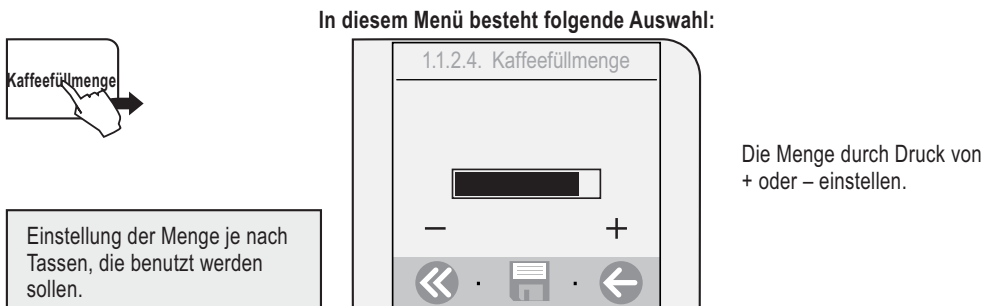 In diesem Menü besteht folgende Auswahl:
Kaffeefüllmenge
1.1.2.4. Kaffeefüllmenge
Die Menge durch Druck von
+ oder – einstellen.
– +
Einstellung der Menge je nach
Tassen, die benutzt werden
sollen.